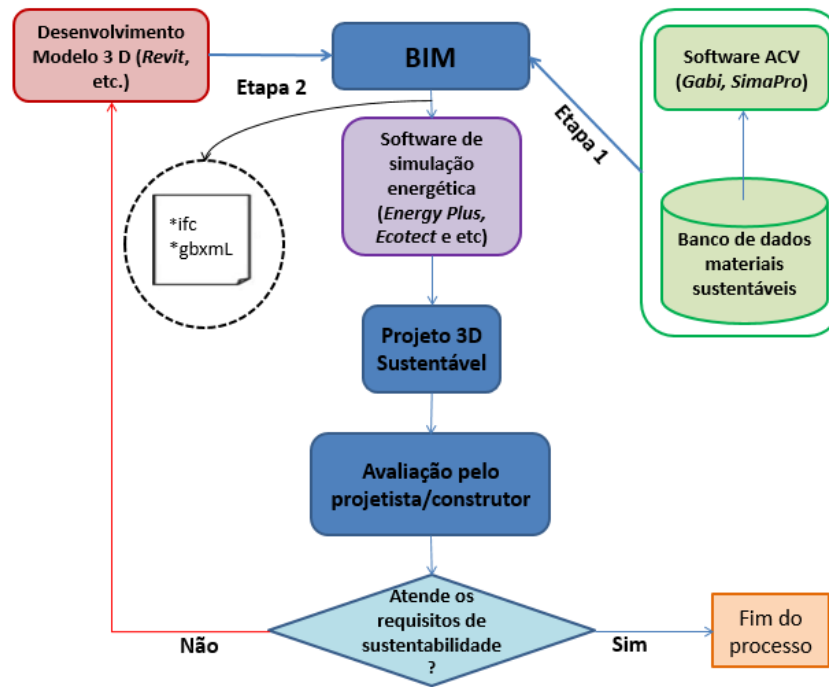 Desenvolvimento
Modelo 3 D (Revit,
etc.)
BIM
Software ACV
(Gabi, SimaPro)
Etapa 2
Etapa 1
Software de
simulação
energética
(Energy Plus,
Ecotect e etc)
*ifc
*gbxmL
Banco de dados
materiais
sustentáveis
Projeto 3D
Sustentável
Avaliação pelo
projetista/construtor
Atende os
requisitos de
sustentabilidade
?
Não
Sim
Fim do
processo